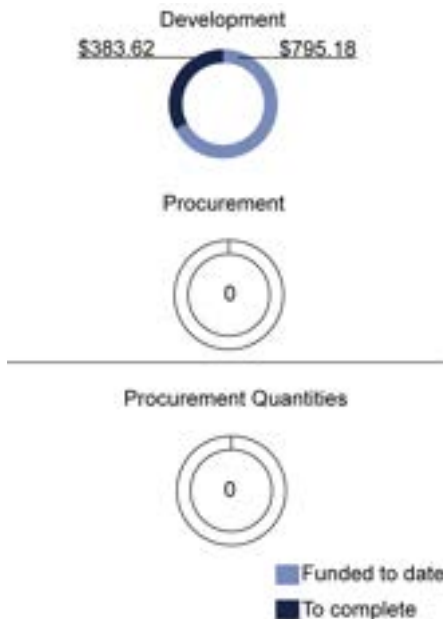 Development
$383.62 $795.18
Procurement
0
Procurement Quantities
0
Funded to date
To complete